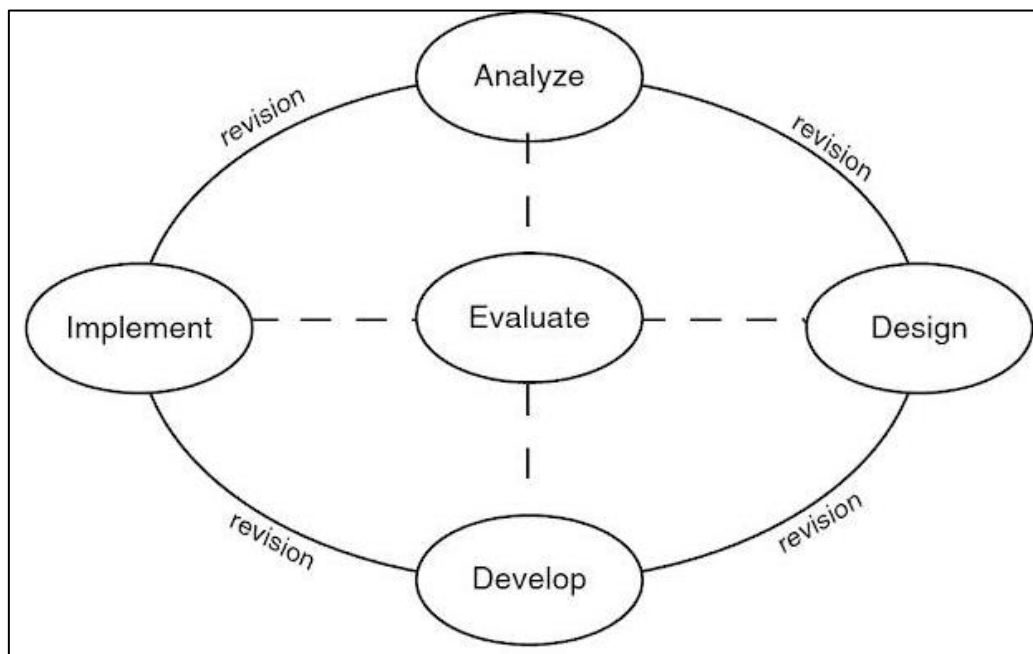 Analyze
revision
revision
Implement
Evaluate
Design
revision
revision
Develop